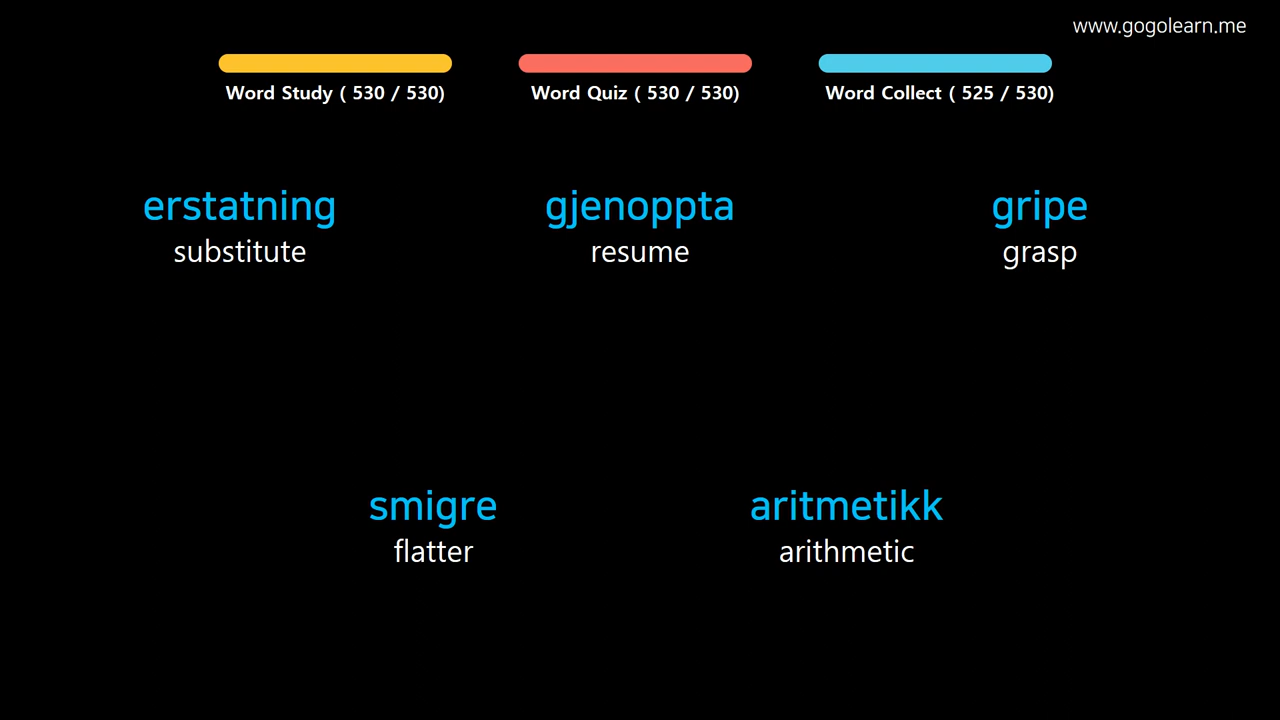 www.gogolearn.me
Word Study ( 530 / 530)
Word Quiz ( 530 / 530)
Word Collect ( 525 / 530)
erstatning
substitute
gjenoppta
resume
gripe
grasp
smigre
flatter
aritmetikk
arithmetic